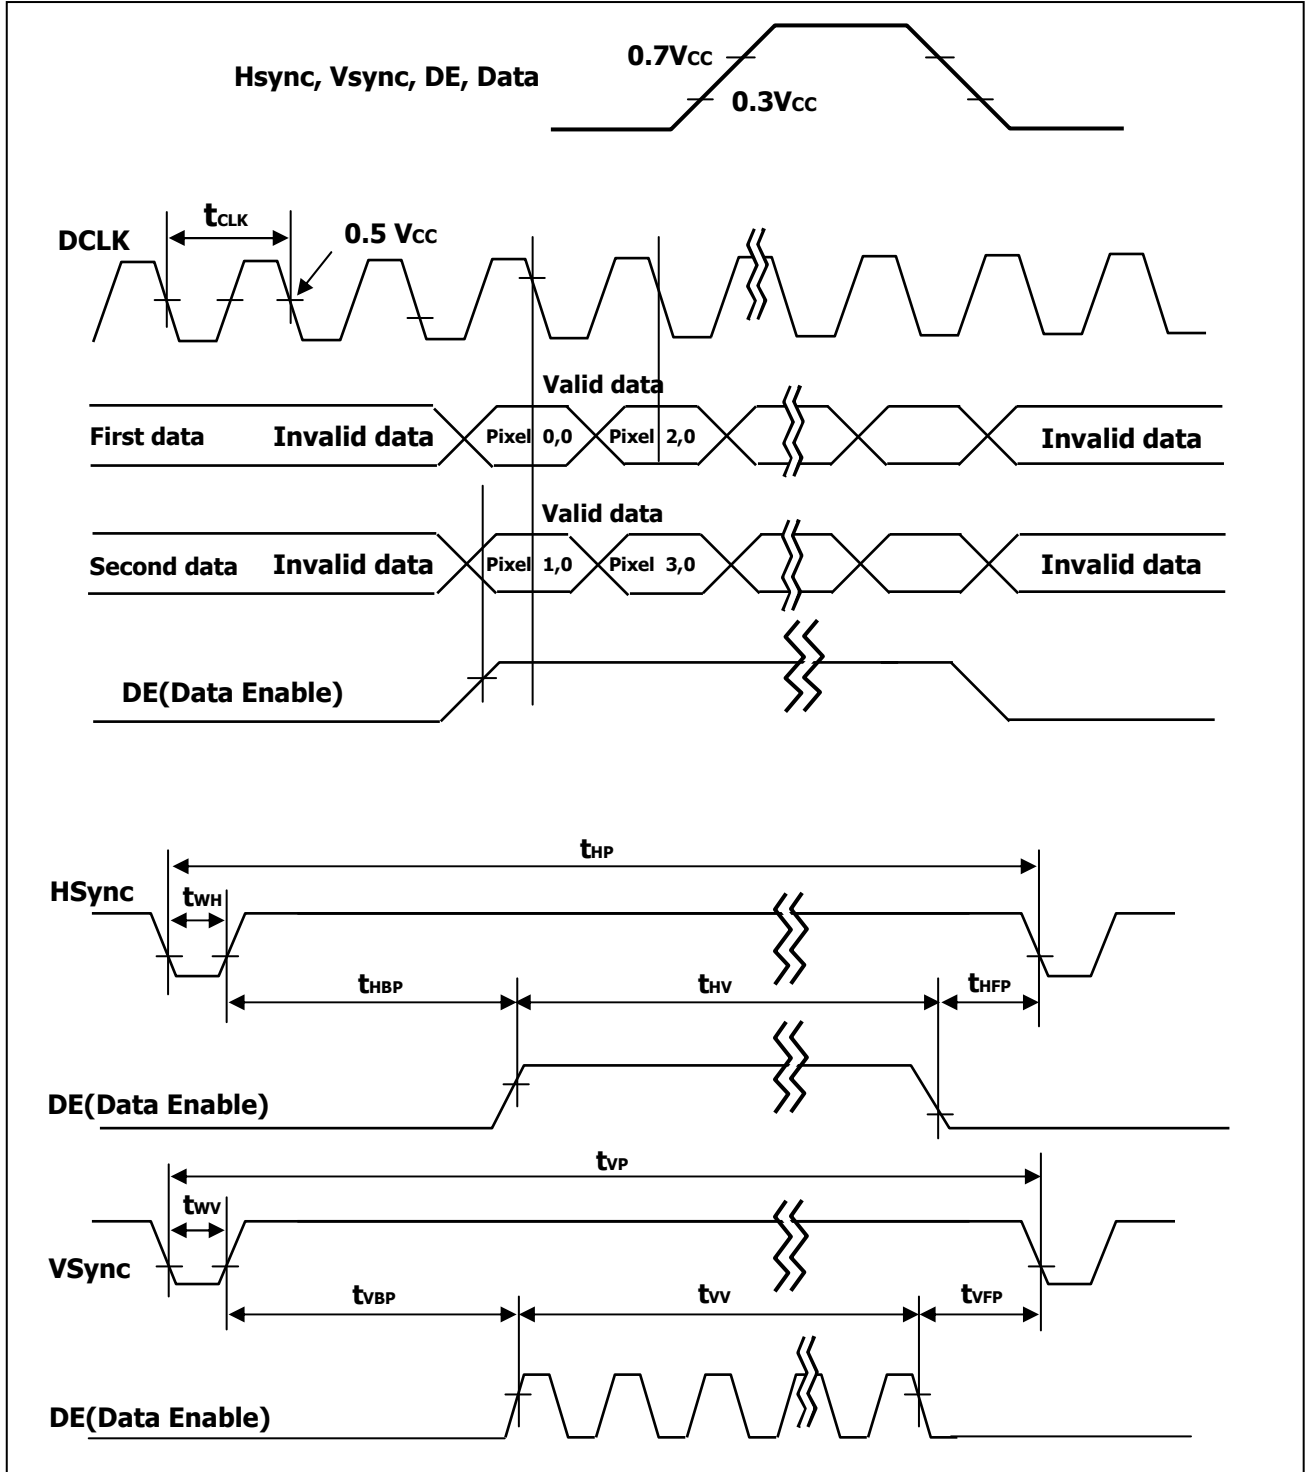 0.7VCC
Hsync, Vsync, DE, Data
0.3VCC
tCLK
DCLK
0.5 VCC
Valid data
First data
Invalid data
Pixel 0,0
Pixel 2,0
Invalid data
Valid data
Second data
Invalid data
Pixel 1,0
Pixel 3,0
Invalid data
DE(Data Enable)
tHP
HSync
tWH
tHBP
tHV
tHFP
DE(Data Enable)
tVP
tWV
VSync
tVBP
tVV
tVFP
DE(Data Enable)